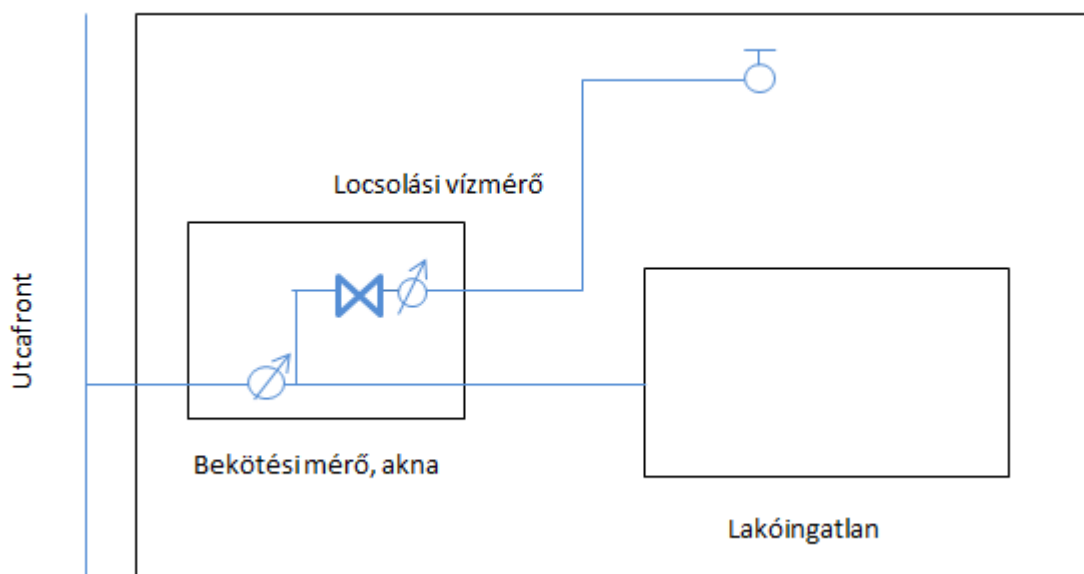 Locsolási vízmérő
Utcafront
Bekötési mérő, akna
Lakóingatlan